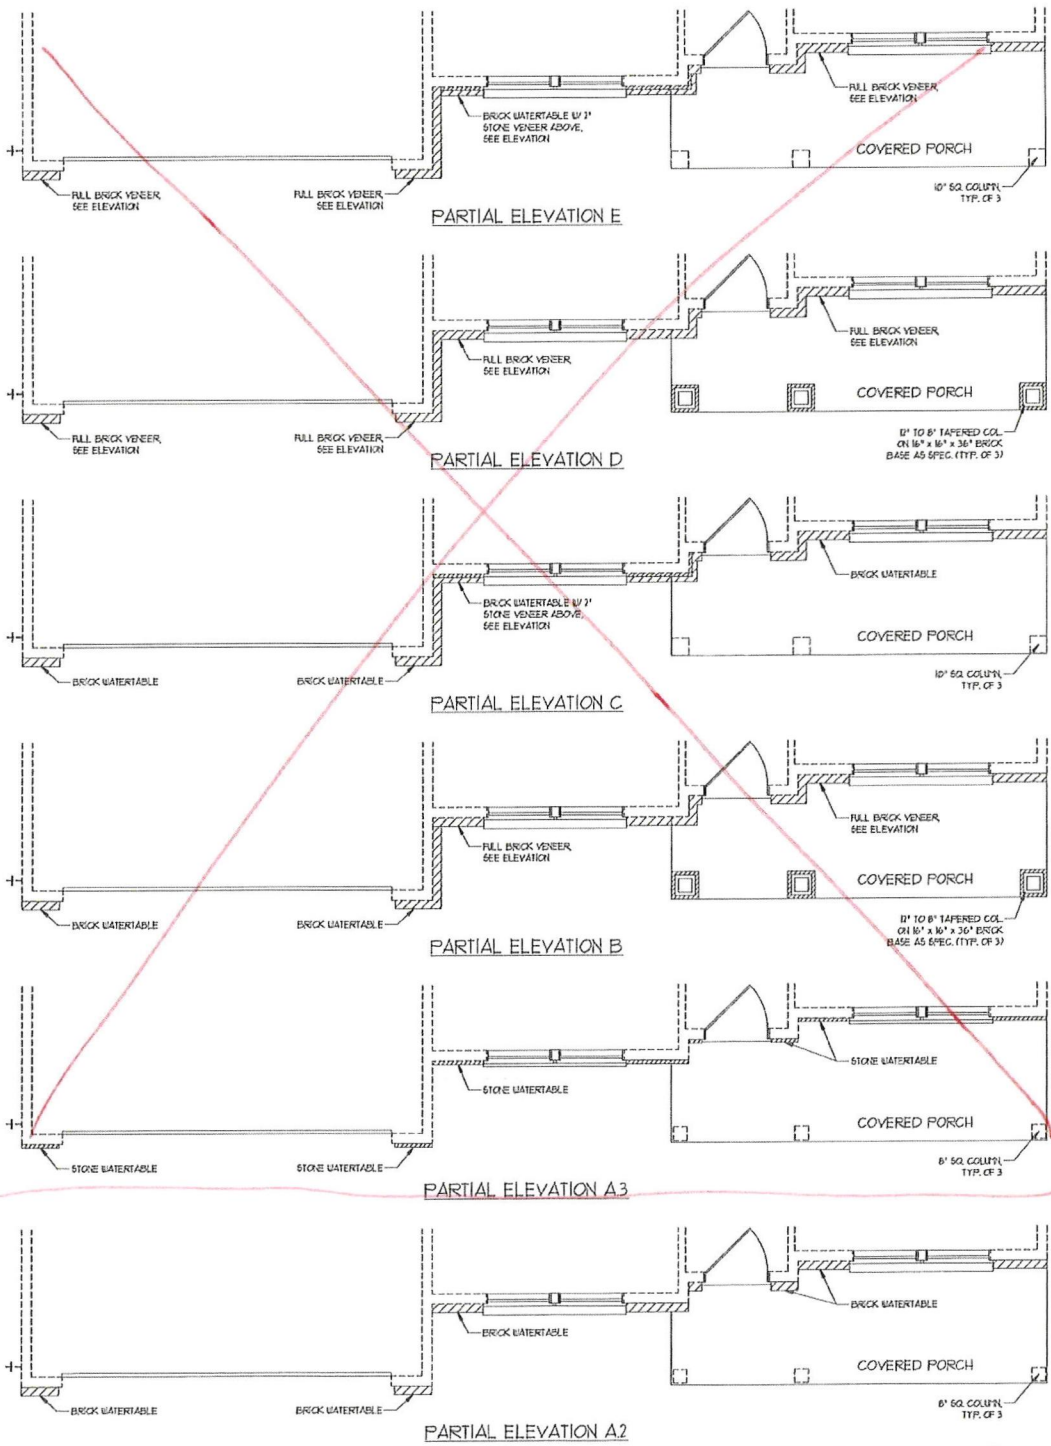 FULL BRICK VENEER,
SEE ELEVATION
BRICK WATERTABLE W/ 2"
STONE VENEER ABOVE,
SEE ELEVATION
COVERED PORCH
10" SQ. COLUMN,
TYP. OF 3
FULL BRICK VENEER,
SEE ELEVATION
FULL BRICK VENEER,
SEE ELEVATION
PARTIAL ELEVATION E
FULL BRICK VENEER,
SEE ELEVATION
FULL BRICK VENEER,
SEE ELEVATION
COVERED PORCH
12" TO 8" TAPERED COL.
ON 16" x 16" x 36" BRICK
BASE AS SPEC. (TYP. OF 3)
FULL BRICK VENEER,
SEE ELEVATION
FULL BRICK VENEER,
SEE ELEVATION
PARTIAL ELEVATION D
BRICK WATERTABLE
BRICK WATERTABLE W/ 2"
STONE VENEER ABOVE,
SEE ELEVATION
COVERED PORCH
10" SQ. COLUMN,
TYP. OF 3
BRICK WATERTABLE
BRICK WATERTABLE
PARTIAL ELEVATION C
FULL BRICK VENEER,
SEE ELEVATION
FULL BRICK VENEER,
SEE ELEVATION
COVERED PORCH
12" TO 8" TAPERED COL.
ON 16" x 16" x 36" BRICK
BASE AS SPEC. (TYP. OF 3)
BRICK WATERTABLE
BRICK WATERTABLE
PARTIAL ELEVATION B
STONE WATERTABLE
STONE WATERTABLE
COVERED PORCH
8" SQ. COLUMN,
TYP. OF 3
STONE WATERTABLE
STONE WATERTABLE
PARTIAL ELEVATION A.3
BRICK WATERTABLE
BRICK WATERTABLE
COVERED PORCH
8" SQ. COLUMN,
TYP. OF 3
BRICK WATERTABLE
BRICK WATERTABLE
PARTIAL ELEVATION A.2